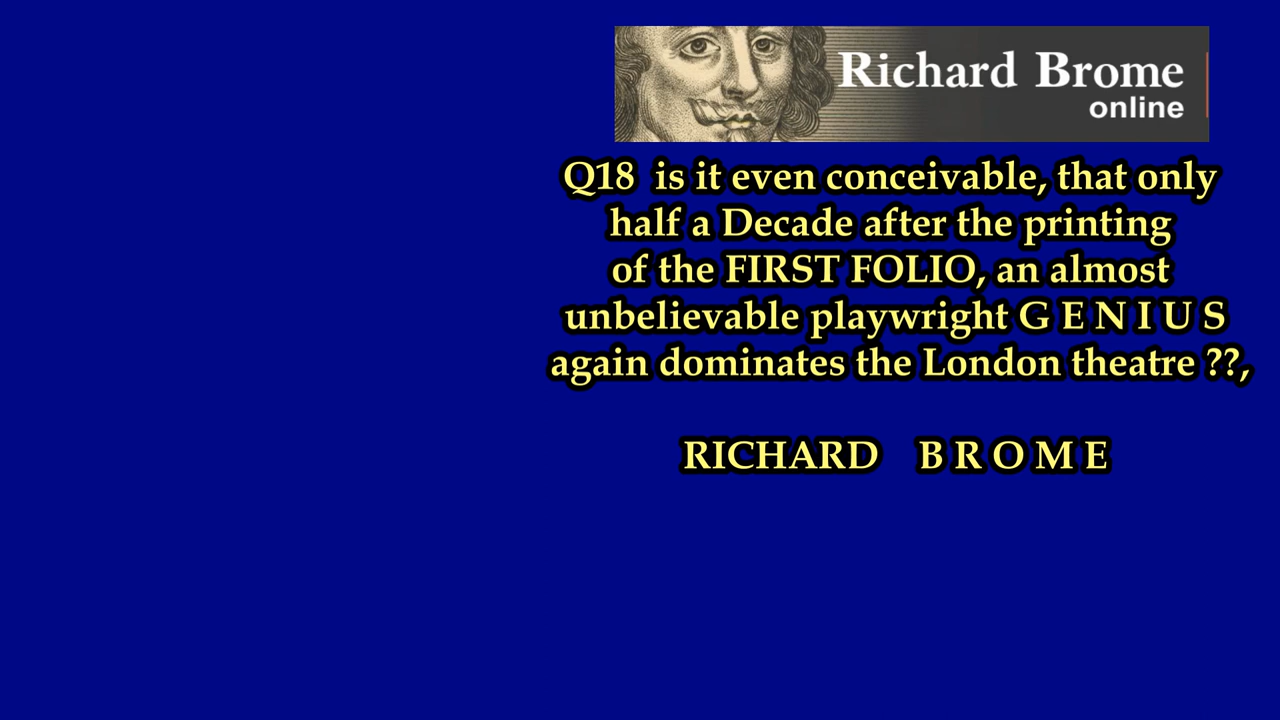 Richard Brome
online
Q18 is it even conceivable, that only
half a Decade after the printing
of the FIRST FOLIO, an almost
unbelievable playwright G E N I U S
again dominates the London theatre ??,
RICHARD B R O M E